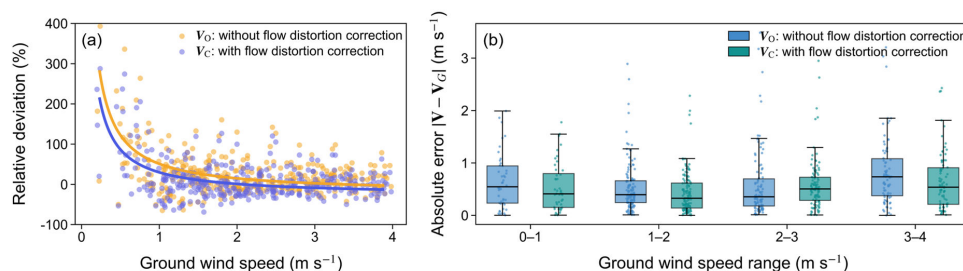 (a)
V_O: without flow distortion correction
V_C: with flow distortion correction
Relative deviation (%)
400
300
200
100
0
-100
0
1
2
3
4
Ground wind speed (m s⁻¹)
(b)
V_O: without flow distortion correction
V_C: with flow distortion correction
Absolute error |V − V_G| (m s⁻¹)
3
2
1
0
0–1
1–2
2–3
3–4
Ground wind speed range (m s⁻¹)